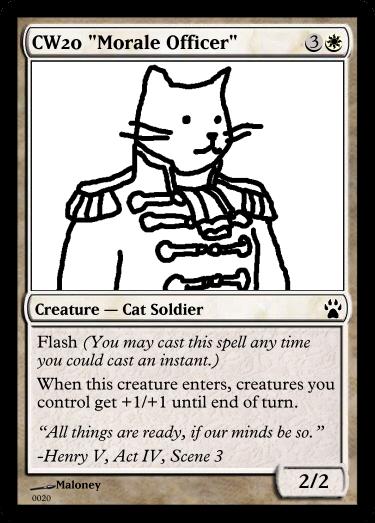 CW20 "Morale Officer" 3
Creature — Cat Soldier
Flash (You may cast this spell any time
you could cast an instant.)
When this creature enters, creatures you
control get +1/+1 until end of turn.
“All things are ready, if our minds be so.”
-Henry V, Act IV, Scene 3
2/2
Maloney
0020